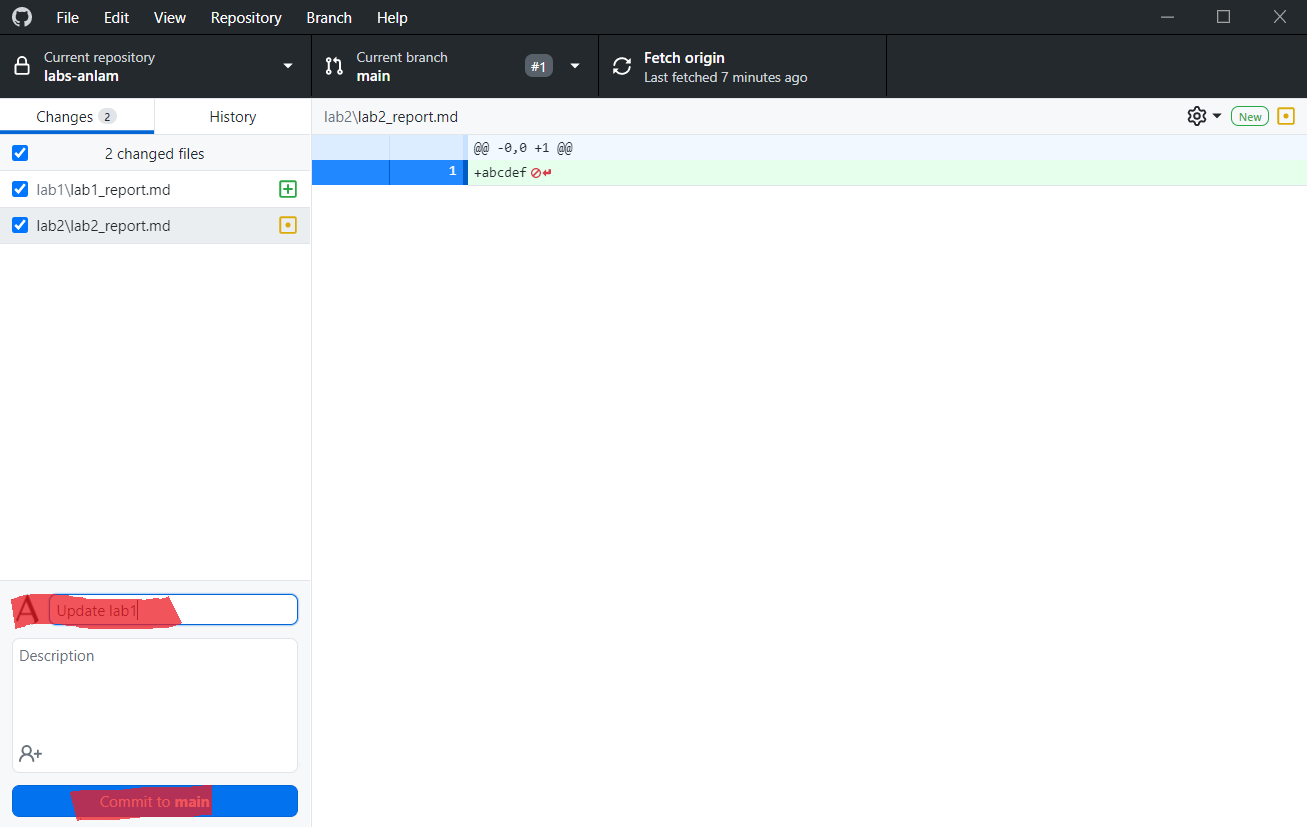 File Edit View Repository Branch Help
Current repository
labs-anlam
Current branch
main
#1
Fetch origin
Last fetched 7 minutes ago
Changes 2
History
2 changed files
lab1\lab1_report.md
lab2\lab2_report.md
lab2\lab2_report.md
New
@@ -0,0 +1 @@
1 +abcdef
A
Update lab1
Description
Commit to main